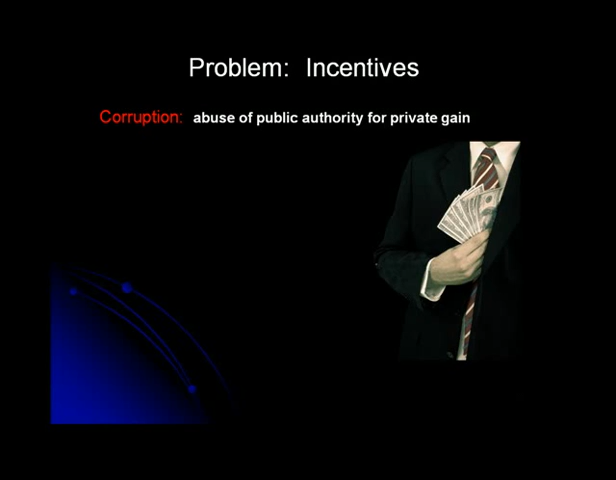 Problem:  Incentives
Corruption:  abuse of public authority for private gain